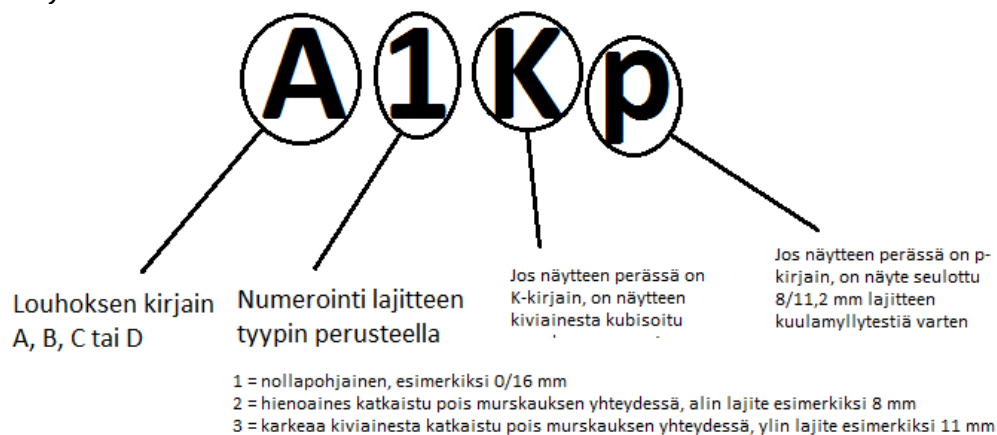 A1Kp
Louhoksen kirjain
A, B, C tai D
Numerointi lajitteen
tyypin perusteella
Jos näytteen perässä on
K-kirjain, on näytteen
kiviainesta kubisoitu
Jos näytteen perässä on p-
kirjain, on näyte seulottu
8/11,2 mm lajitteen
kuulamyllytestiä varten
1 = nollapohjainen, esimerkiksi 0/16 mm
2 = hienoaines katkaistu pois murskauksen yhteydessä, alin lajite esimerkiksi 8 mm
3 = karkeaa kiviainesta katkaistu pois murskauksen yhteydessä, ylin lajite esimerkiksi 11 mm